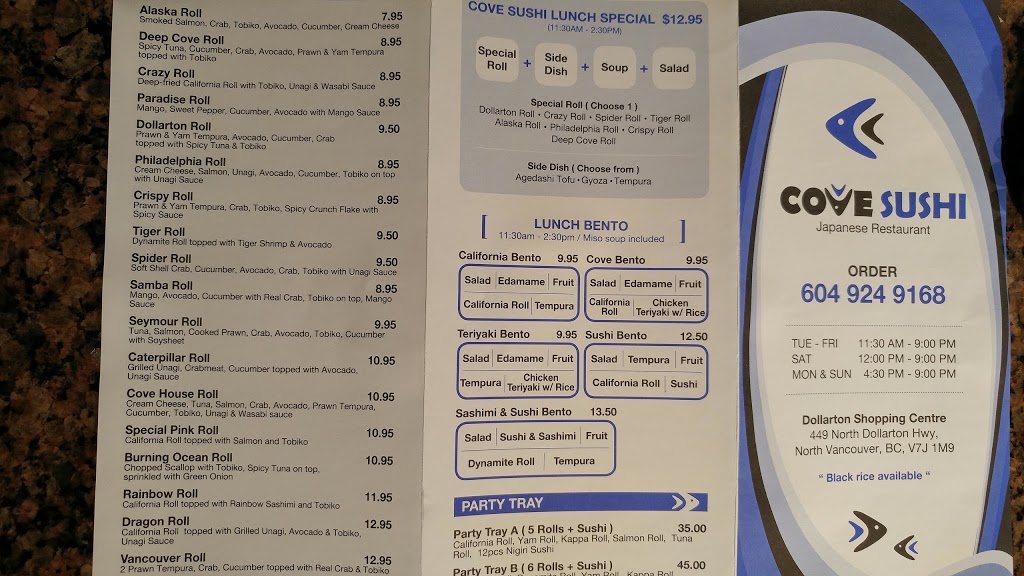 Alaska Roll 7.95
Smoked Salmon, Crab, Tobiko, Avocado, Cucumber, Cream Cheese
Deep Cove Roll 8.95
Spicy Tuna, Cucumber, Crab, Avocado, Prawn & Yam Tempura
topped with Tobiko
Crazy Roll 8.95
Deep-fried California Roll with Tobiko, Unagi & Wasabi Sauce
Paradise Roll 8.95
Mango, Sweet Pepper, Cucumber, Avocado with Mango Sauce
Dollarton Roll 9.50
Prawn & Yam Tempura, Avocado, Cucumber, Crab
topped with Spicy Tuna & Tobiko
Philadelphia Roll 8.95
Cream Cheese, Salmon, Unagi, Avocado, Cucumber, Tobiko on top
with Unagi Sauce
Crispy Roll 8.95
Prawn & Yam Tempura, Crab, Tobiko, Spicy Crunch Flake with
Spicy Sauce
Tiger Roll 9.50
Dynamite Roll topped with Tiger Shrimp & Avocado
Spider Roll 9.50
Soft Shell Crab, Cucumber, Avocado, Crab, Tobiko with Unagi Sauce
Samba Roll 8.95
Mango, Avocado, Cucumber with Real Crab, Tobiko on top, Mango
Sauce
Seymour Roll 9.95
Tuna, Salmon, Cooked Prawn, Crab, Avocado, Tobiko, Cucumber
with Soysheet
Caterpillar Roll 10.95
Grilled Unagi, Crabmeat, Cucumber topped with Avocado,
Unagi Sauce
Cove House Roll 10.95
Cream Cheese, Tuna, Salmon, Crab, Avocado, Prawn Tempura,
Cucumber, Tobiko, Unagi & Wasabi sauce
Special Pink Roll 10.95
California Roll topped with Salmon and Tobiko
Burning Ocean Roll 10.95
Chopped Scallop with Tobiko, Spicy Tuna on top,
sprinkled with Green Onion
Rainbow Roll 11.95
California Roll topped with Rainbow Sashimi and Tobiko
Dragon Roll 12.95
California Roll topped with Grilled Unagi, Avocado & Tobiko,
Unagi Sauce
Vancouver Roll 12.95
2 Prawn Tempura, Crab, Cucumber topped with Real Crab & Tobiko
COVE SUSHI LUNCH SPECIAL $12.95
(11:30AM - 2:30PM)
Special Roll + Side Dish + Soup + Salad
Special Roll ( Choose 1 )
Dollarton Roll • Crazy Roll • Spider Roll • Tiger Roll
Alaska Roll • Philadelphia Roll • Crispy Roll
Deep Cove Roll
Side Dish ( Choose from )
Agedashi Tofu • Gyoza • Tempura
[ LUNCH BENTO ]
11:30am - 2:30pm / Miso soup included
California Bento 9.95
Salad Edamame Fruit
California Roll Tempura
Cove Bento 9.95
Salad Edamame Fruit
California Roll Chicken Teriyaki w/ Rice
Teriyaki Bento 9.95
Salad Edamame Fruit
Tempura Chicken Teriyaki w/ Rice
Sushi Bento 12.50
Salad Tempura Fruit
California Roll Sushi
Sashimi & Sushi Bento 13.50
Salad Sushi & Sashimi Fruit
Dynamite Roll Tempura
PARTY TRAY
Party Tray A ( 5 Rolls + Sushi ) 35.00
California Roll, Yam Roll, Kappa Roll, Salmon Roll, Tuna
Roll, 12pcs Nigiri Sushi
Party Tray B ( 6 Rolls + Sushi ) 45.00
COVE SUSHI
Japanese Restaurant
ORDER
604 924 9168
TUE - FRI 11:30 AM - 9:00 PM
SAT 12:00 PM - 9:00 PM
MON & SUN 4:30 PM - 9:00 PM
Dollarton Shopping Centre
449 North Dollarton Hwy,
North Vancouver, BC, V7J 1M9
" Black rice available "